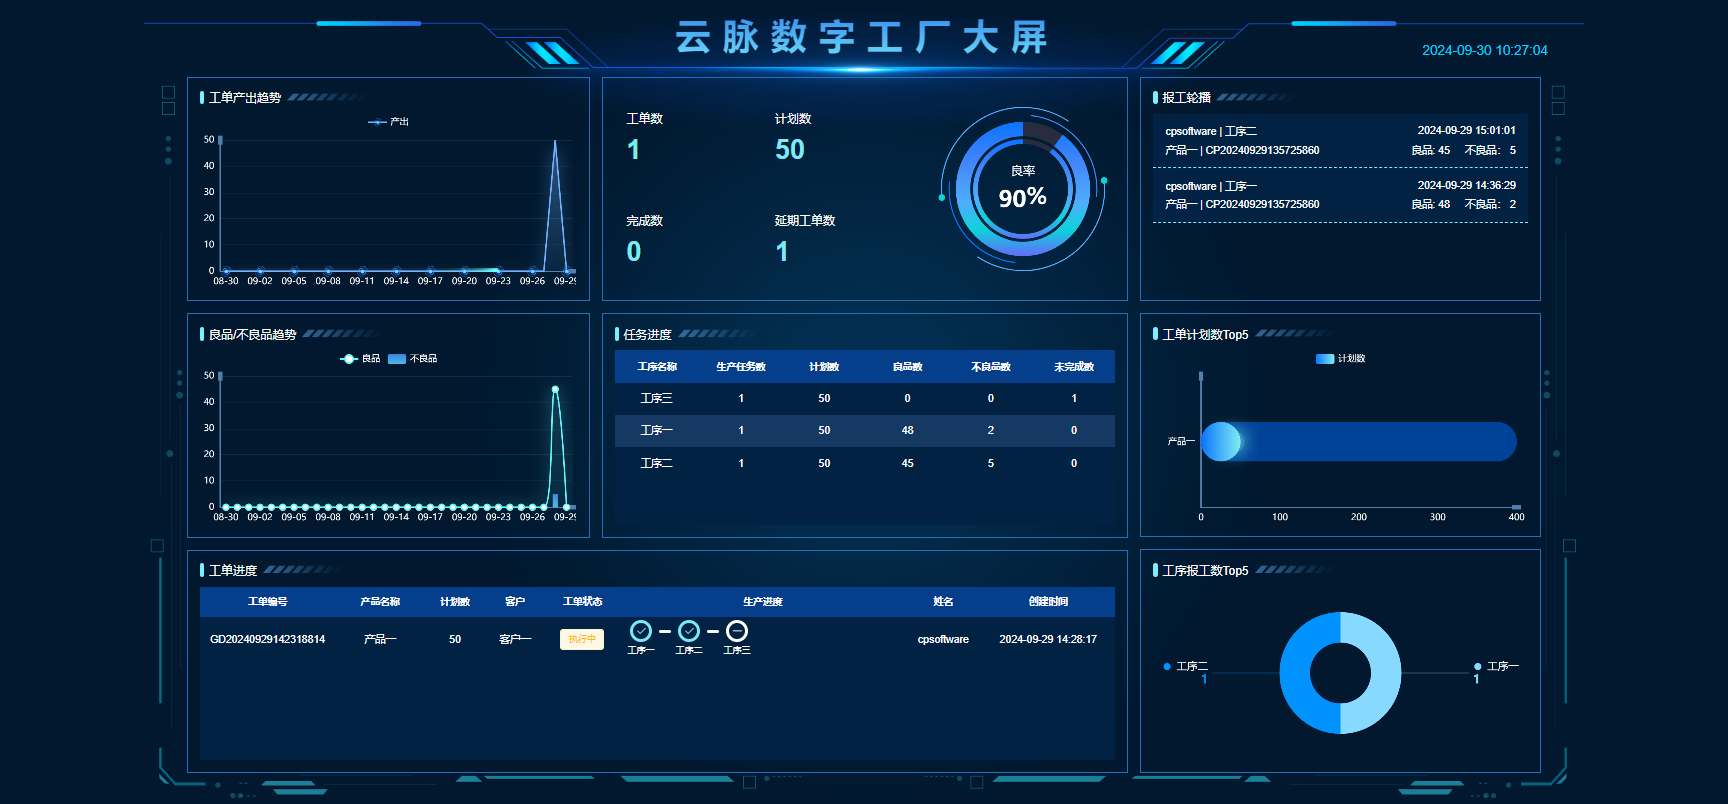 云脉数字工厂大屏
2024-09-30 10:27:04
工单产出趋势
产出
50
40
30
20
10
0
08-30 09-02 09-05 09-08 09-11 09-14 09-17 09-20 09-23 09-26 09-29
工单数
1
计划数
50
完成数
0
延期工单数
1
良率
90%
报工轮播
cpsoftware | 工序二 2024-09-29 15:01:01
产品一 | CP20240929135725860 良品: 45 不良品: 5
cpsoftware | 工序一 2024-09-29 14:36:29
产品一 | CP20240929135725860 良品: 48 不良品: 2
良品/不良品趋势
良品 不良品
50
40
30
20
10
0
08-30 09-02 09-05 09-08 09-11 09-14 09-17 09-20 09-23 09-26 09-29
任务进度
工序名称 生产任务数 计划数 良品数 不良品数 未完成数
工序三 1 50 0 0 1
工序一 1 50 48 2 0
工序二 1 50 45 5 0
工单计划数Top5
计划数
产品一
0 100 200 300 400
工单进度
工单编号 产品名称 计划数 客户 工单状态 生产进度 姓名 创建时间
GD20240929142318814 产品一 50 客户一 执行中 工序一 工序二 工序三 cpsoftware 2024-09-29 14:28:17
工序报工数Top5
工序二
1
工序一
1